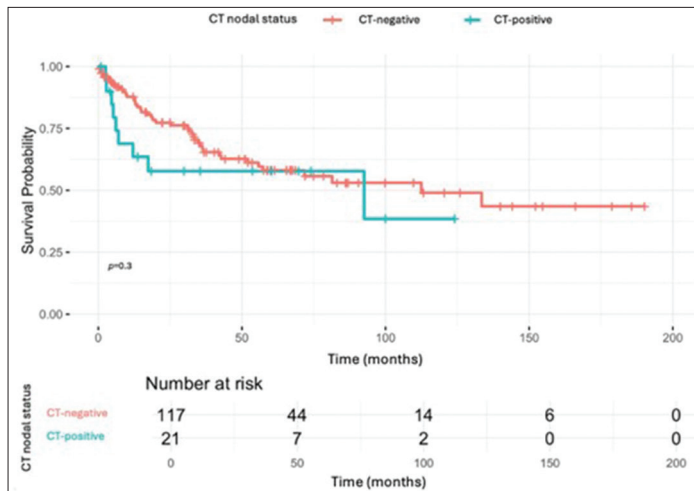 CT nodal status CT-negative CT-positive
1.00
0.75
0.50
0.25
0.00
Survival Probability
p=0.3
0 50 100 150 200
Time (months)
Number at risk
CT nodal status
CT-negative 117 44 14 6 0
CT-positive 21 7 2 0 0
0 50 100 150 200
Time (months)